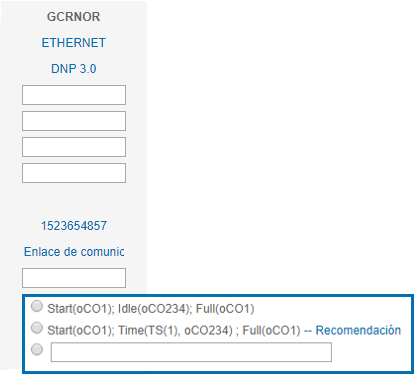 GCRNOR
ETHERNET
DNP 3.0
1523654857
Enlace de comunic
Start(oCO1); Idle(oCO234); Full(oCO1)
Start(oCO1); Time(TS(1), oCO234) ; Full(oCO1) -- Recomendación